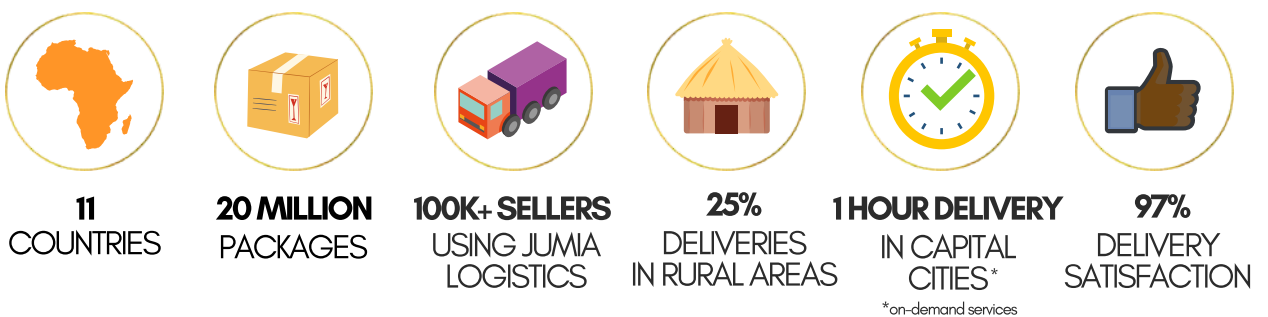 11
COUNTRIES
20 MILLION
PACKAGES
100K+ SELLERS
USING JUMIA
LOGISTICS
25%
DELIVERIES
IN RURAL AREAS
1 HOUR DELIVERY
IN CAPITAL
CITIES*
*on-demand services
97%
DELIVERY
SATISFACTION